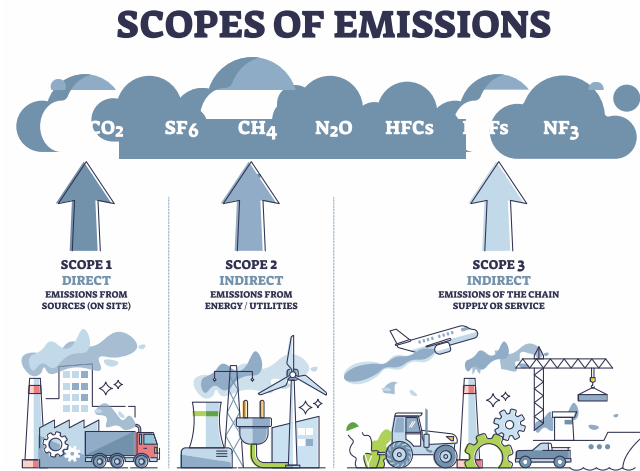 SCOPES OF EMISSIONS
CO2 SF6 CH4 N2O HFCs NF3
SCOPE 1
DIRECT
EMISSIONS FROM
SOURCES (ON SITE)
SCOPE 2
INDIRECT
EMISSIONS FROM
ENERGY / UTILITIES
SCOPE 3
INDIRECT
EMISSIONS OF THE CHAIN
SUPPLY OR SERVICE